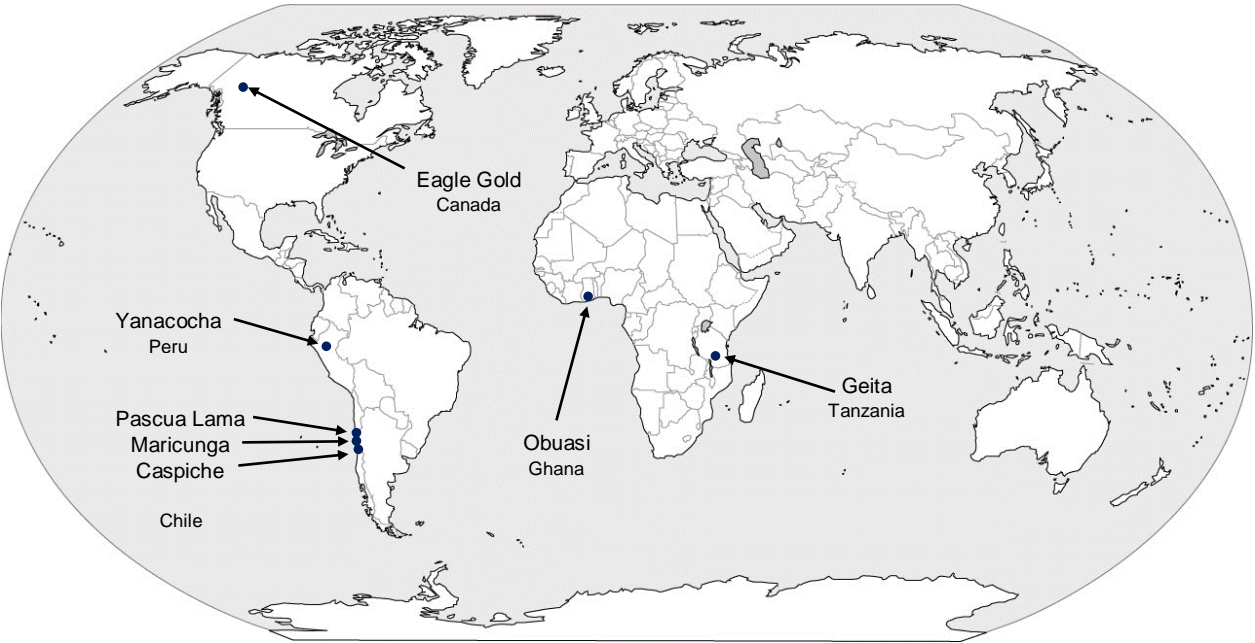 Eagle Gold
Canada
Yanacocha
Peru
Pascua Lama
Maricunga
Caspiche
Chile
Obuasi
Ghana
Geita
Tanzania